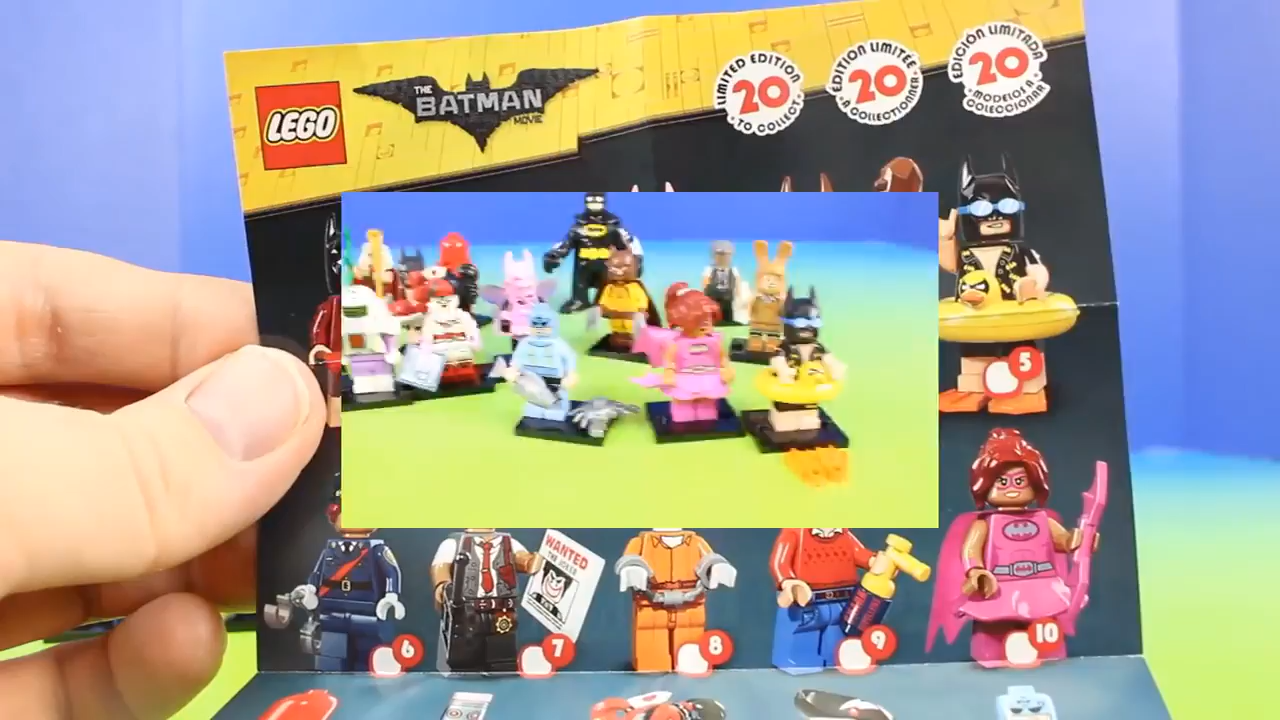 LEGO
THE
BATMAN
MOVIE
LIMITED EDITION
20
TO COLLECT
EDITION LIMITÉE
20
À COLLECTIONNER
EDICIÓN LIMITADA
20
MODELOS A
COLECCIONAR
5
WANTED
THE JOKER
6
7
8
9
10